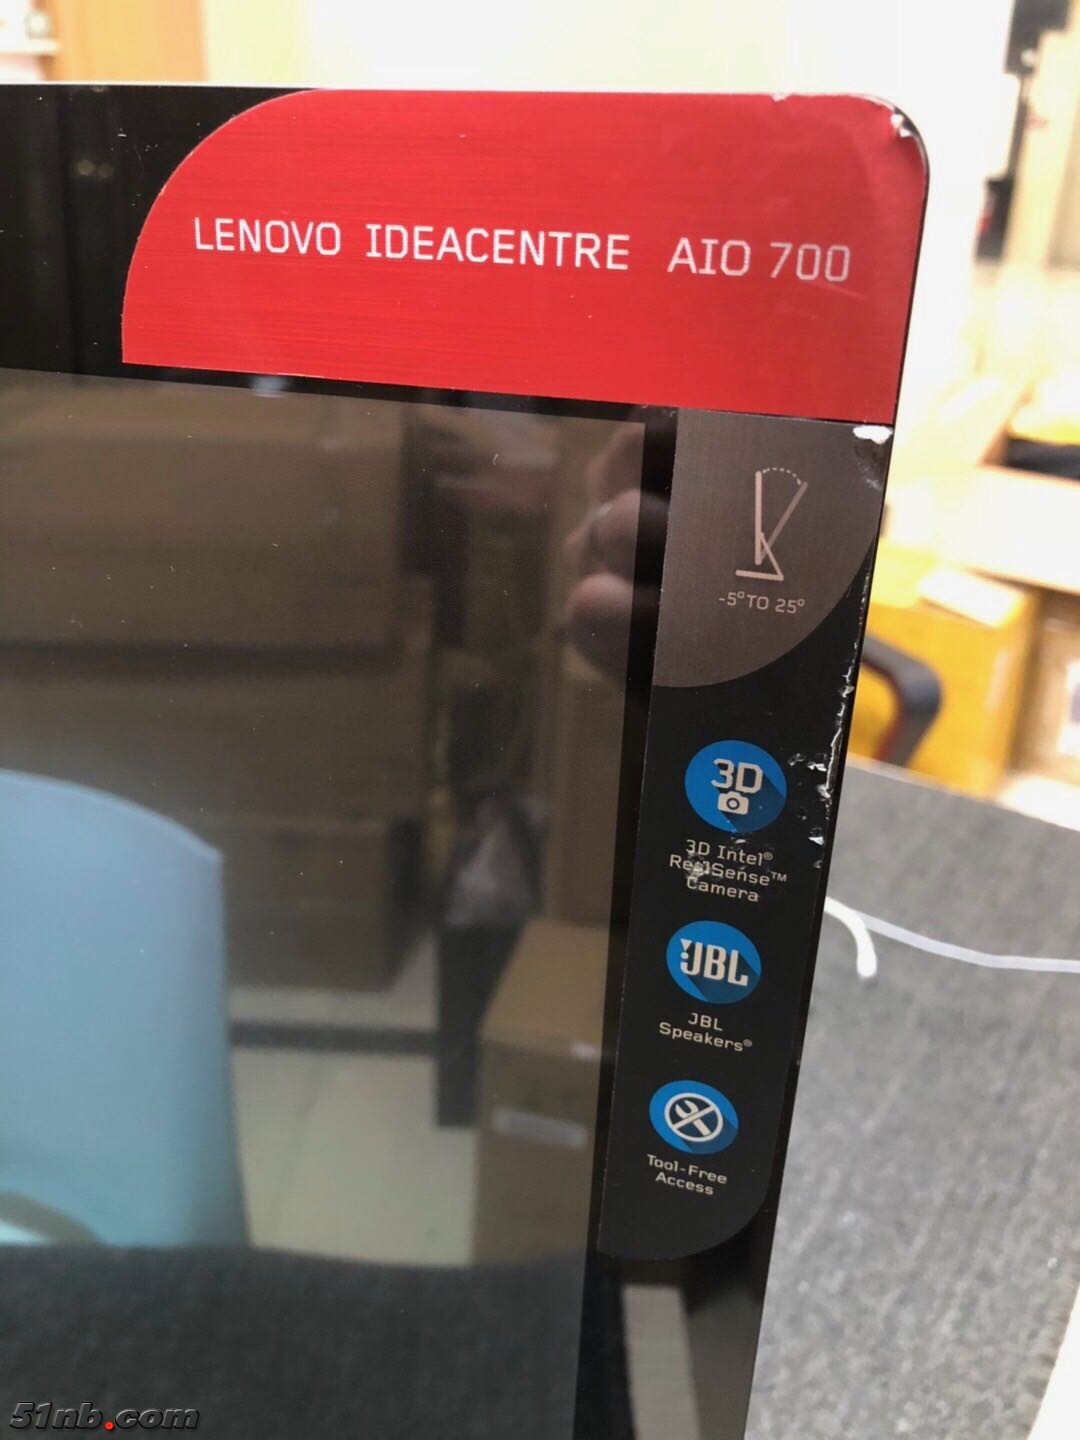 LENOVO IDEACENTRE AIO 700
-5° TO 25°
3D
3D Intel®
RealSense™
Camera
JBL
JBL
Speakers®
Tool-Free
Access
51nb.com